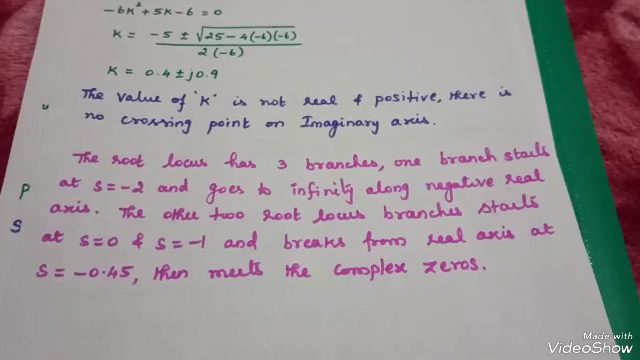 -6K² + 5K - 6 = 0
K = -5 ± √25 - 4(-6)(-6) / 2(-6)
K = 0.4 ± j0.9
The value of 'K' is not real & positive, there is
no crossing point on Imaginary axis.
The root locus has 3 branches, one branch starts
at s = -2 and goes to infinity along negative real
axis. The other two root locus branches starts
at s = 0 & s = -1 and breaks from real axis at
s = -0.45, then meets the complex zeros.
Made with
VideoShow